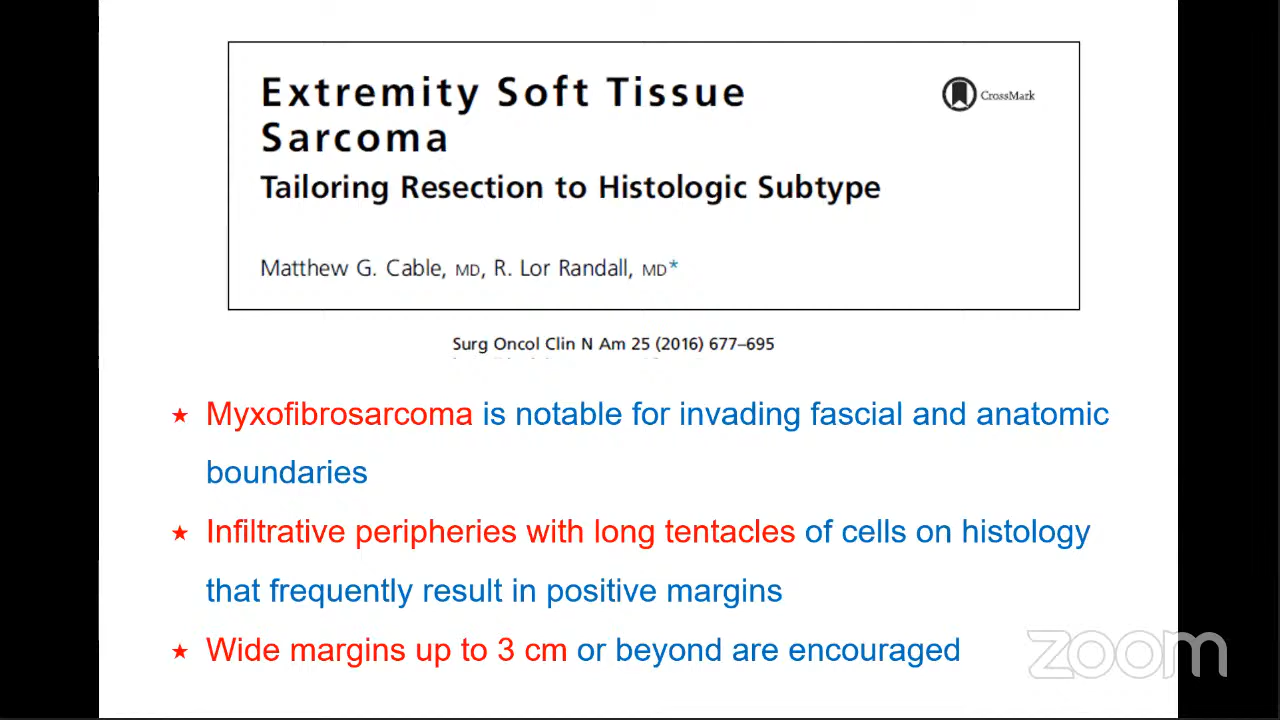 Extremity Soft Tissue
Sarcoma
CrossMark
Tailoring Resection to Histologic Subtype
Matthew G. Cable, MD, R. Lor Randall, MD*
Surg Oncol Clin N Am 25 (2016) 677–695
★ Myxofibrosarcoma is notable for invading fascial and anatomic
boundaries
★ Infiltrative peripheries with long tentacles of cells on histology
that frequently result in positive margins
★ Wide margins up to 3 cm or beyond are encouraged
zoom